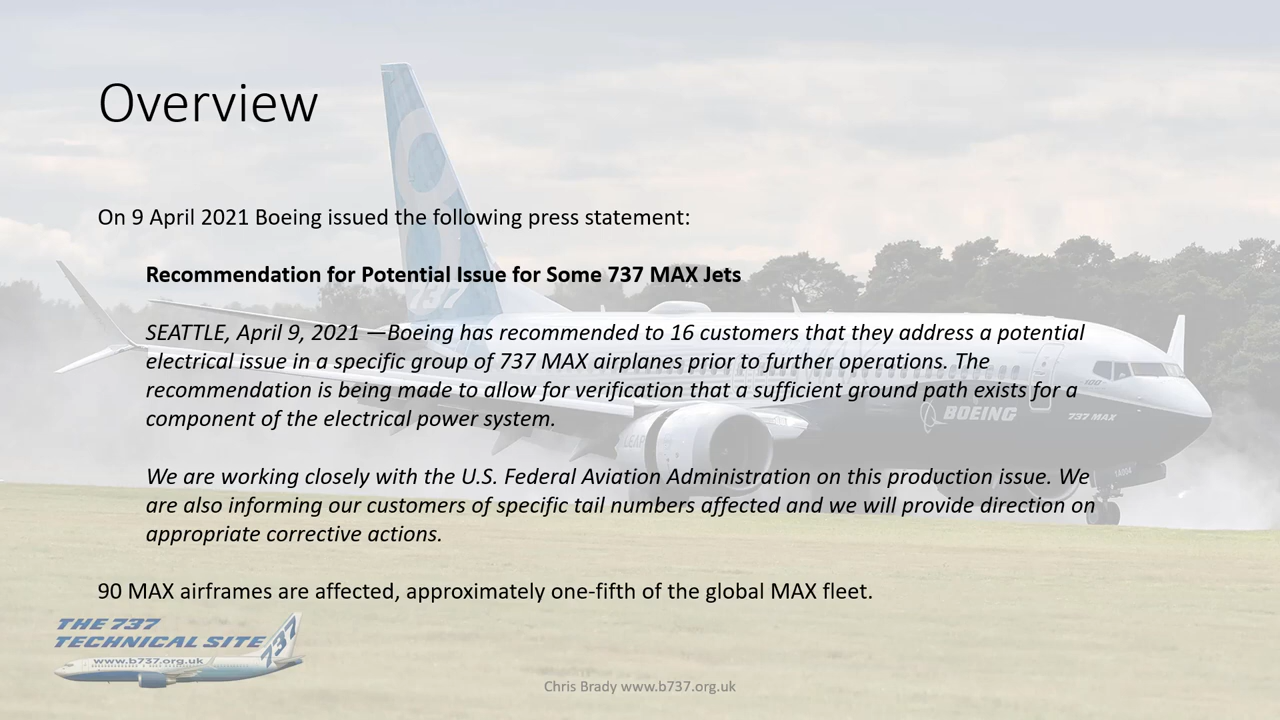 Overview
On 9 April 2021 Boeing issued the following press statement:
Recommendation for Potential Issue for Some 737 MAX Jets
SEATTLE, April 9, 2021 —Boeing has recommended to 16 customers that they address a potential
electrical issue in a specific group of 737 MAX airplanes prior to further operations. The
recommendation is being made to allow for verification that a sufficient ground path exists for a
component of the electrical power system.
We are working closely with the U.S. Federal Aviation Administration on this production issue. We
are also informing our customers of specific tail numbers affected and we will provide direction on
appropriate corrective actions.
90 MAX airframes are affected, approximately one-fifth of the global MAX fleet.
737
BOEING
737 MAX
LEAP
THE 737
TECHNICAL SITE
737
www.b737.org.uk
Chris Brady www.b737.org.uk